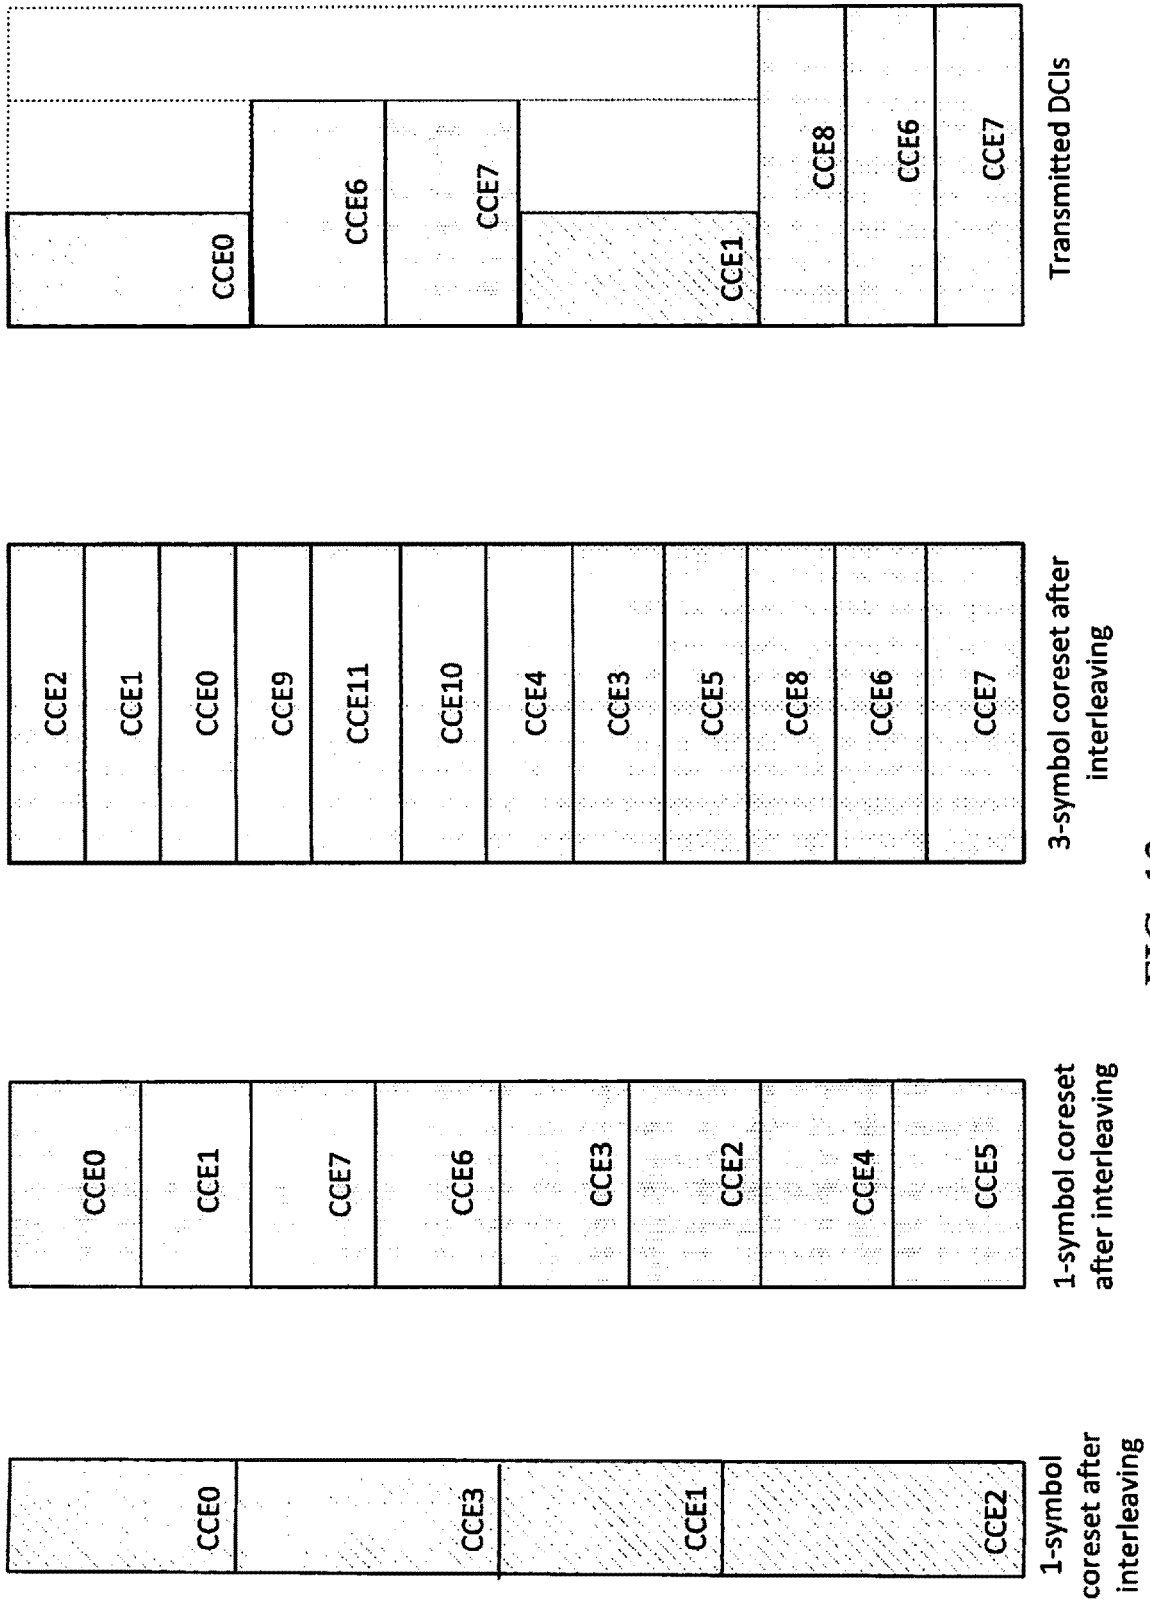 CCE0
CCE3
CCE1
CCE2
1-symbol
coreset after
interleaving
CCE0
CCE1
CCE7
CCE6
CCE3
CCE2
CCE4
CCE5
1-symbol coreset
after interleaving
CCE2
CCE1
CCE0
CCE9
CCE11
CCE10
CCE4
CCE3
CCE5
CCE8
CCE6
CCE7
3-symbol coreset after
interleaving
CCE0
CCE6
CCE7
CCE1
CCE8
CCE6
CCE7
Transmitted DCIs